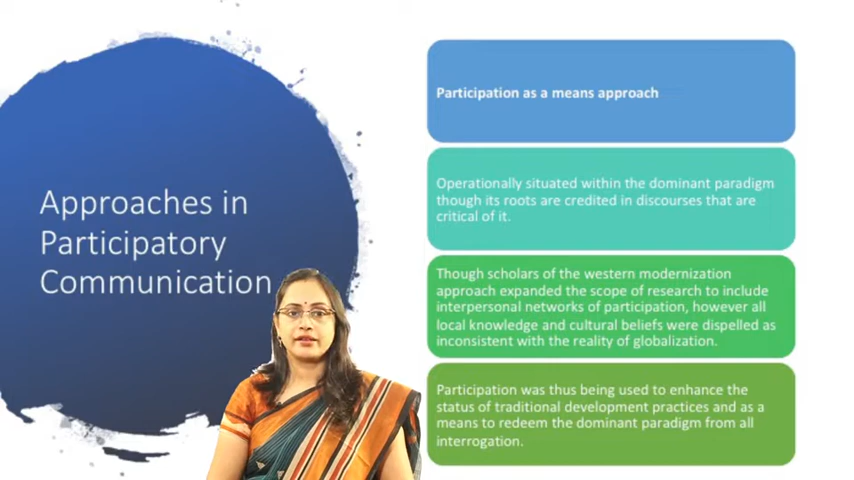 Approaches in
Participatory
Communication
Participation as a means approach
Operationally situated within the dominant paradigm
though its roots are credited in discourses that are
critical of it.
Though scholars of the western modernization
approach expanded the scope of research to include
interpersonal networks of participation, however all
local knowledge and cultural beliefs were dispelled as
inconsistent with the reality of globalization.
Participation was thus being used to enhance the
status of traditional development practices and as a
means to redeem the dominant paradigm from all
interrogation.